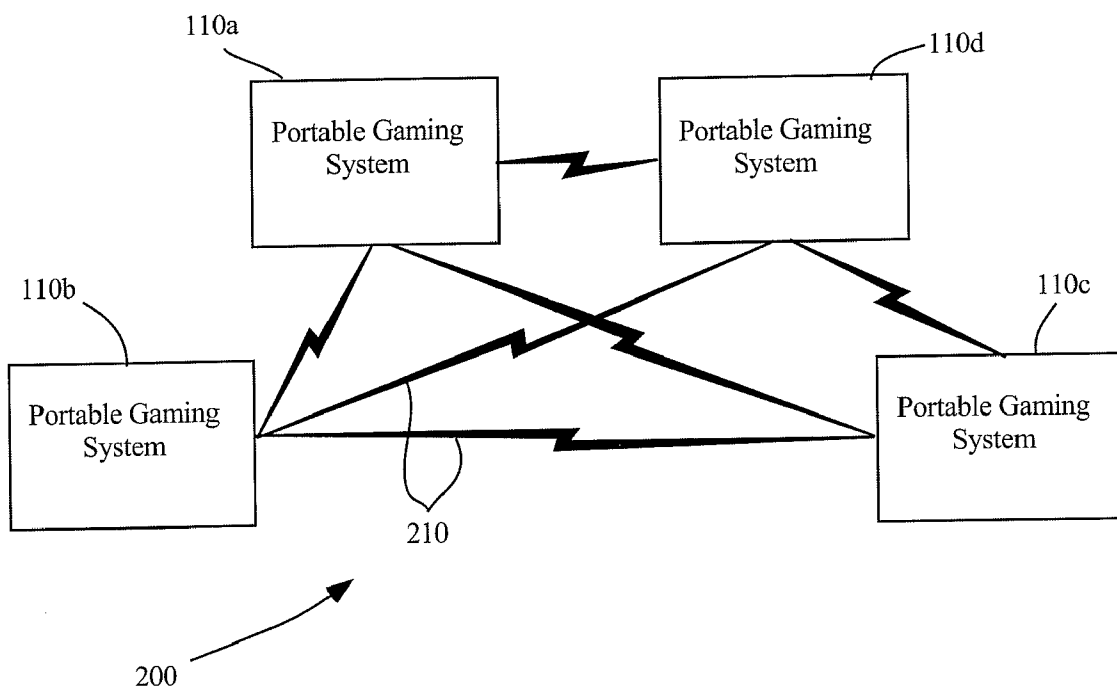 110a
110d
Portable Gaming
System
Portable Gaming
System
110b
110c
Portable Gaming
System
Portable Gaming
System
210
200